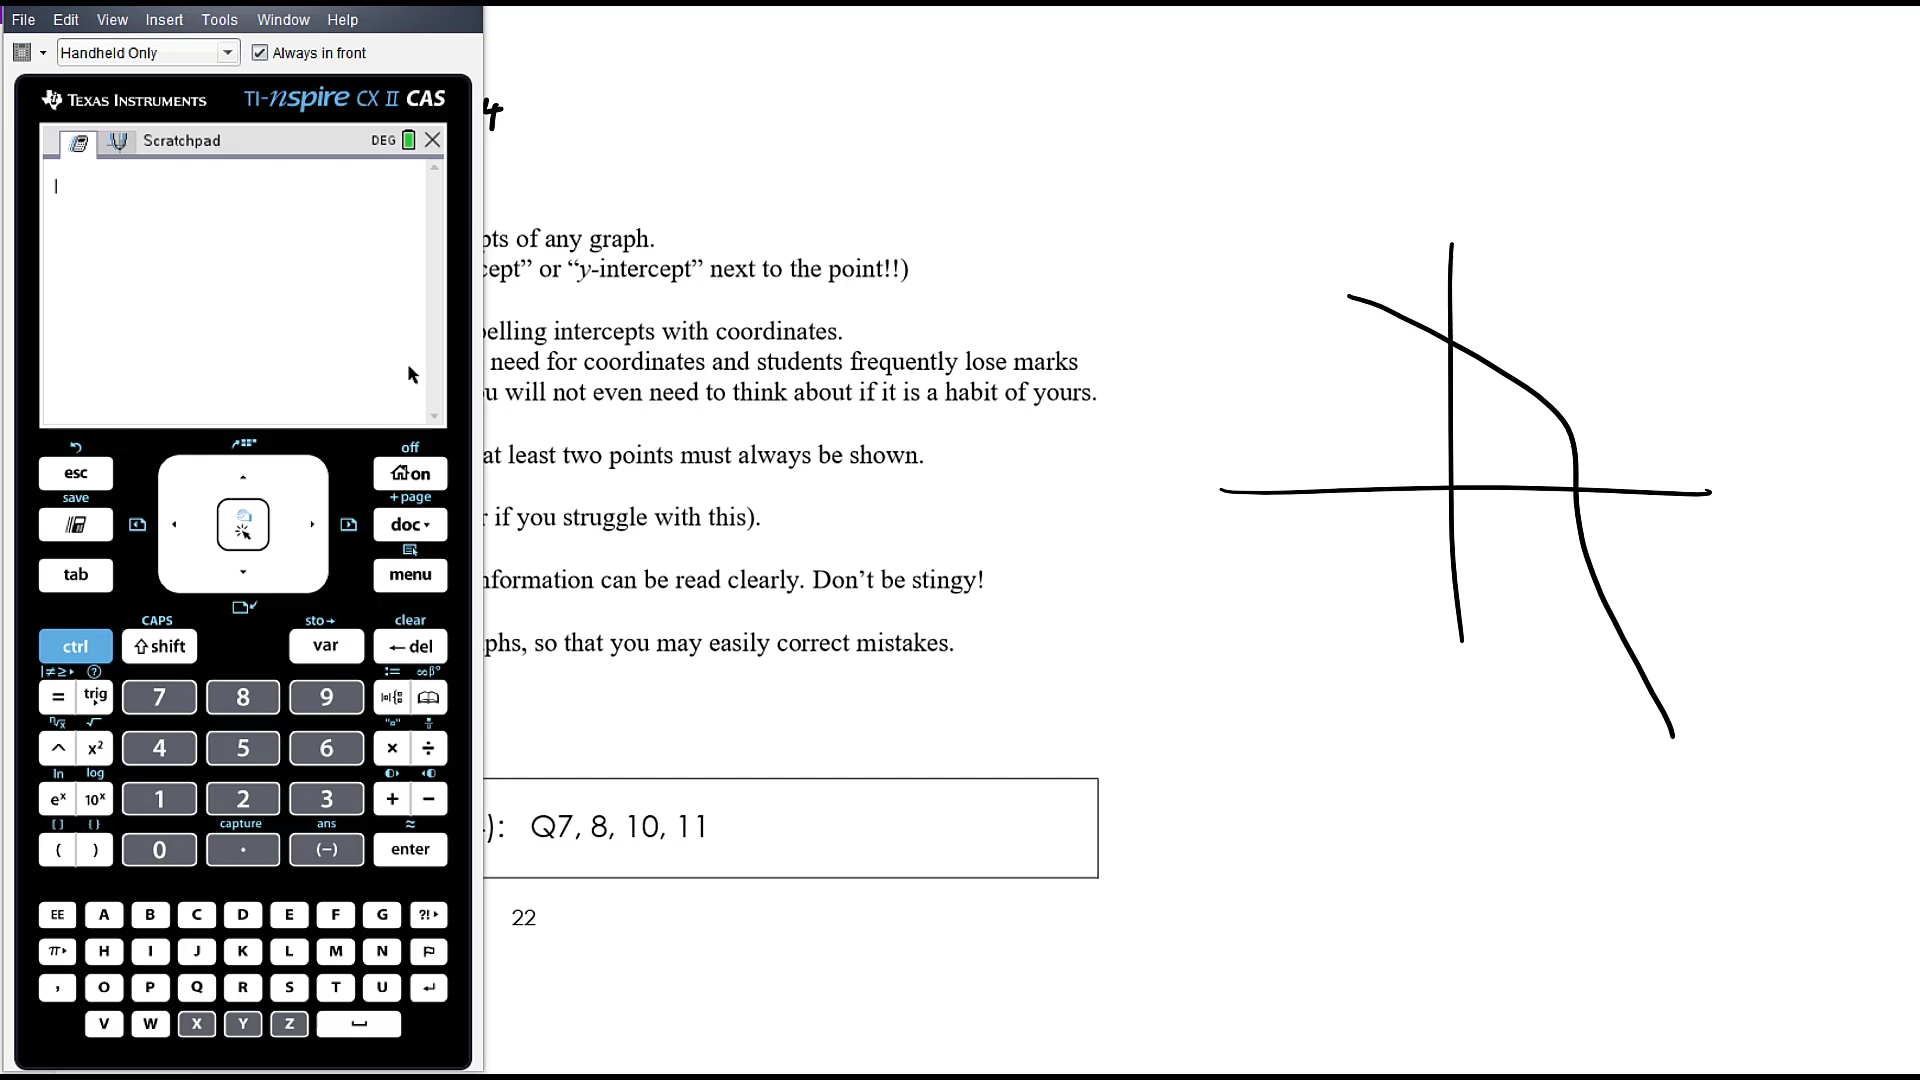 File Edit View Insert Tools Window Help
Handheld Only Always in front
TEXAS INSTRUMENTS TI-nspire CX II CAS
Scratchpad DEG
4
of any graph.
or “y-intercept” next to the point!!)
intercepts with coordinates.
need for coordinates and students frequently lose marks
will not even need to think about if it is a habit of yours.
at least two points must always be shown.
if you struggle with this).
information can be read clearly. Don’t be stingy!
so that you may easily correct mistakes.
): Q7, 8, 10, 11
22
off
esc on
save +page
doc
tab menu
CAPS sto→ clear
ctrl ⇧shift var ←del
|≠≥▸ ? := ∞β°
= trig 7 8 9
ⁿ√x √ "▫"
^ x² 4 5 6 × ÷
ln log
eˣ 10ˣ 1 2 3 + −
[ ] { } capture ans ≈
( ) 0 . (−) enter
EE A B C D E F G ?!▸
π▸ H I J K L M N
, O P Q R S T U ↵
V W X Y Z